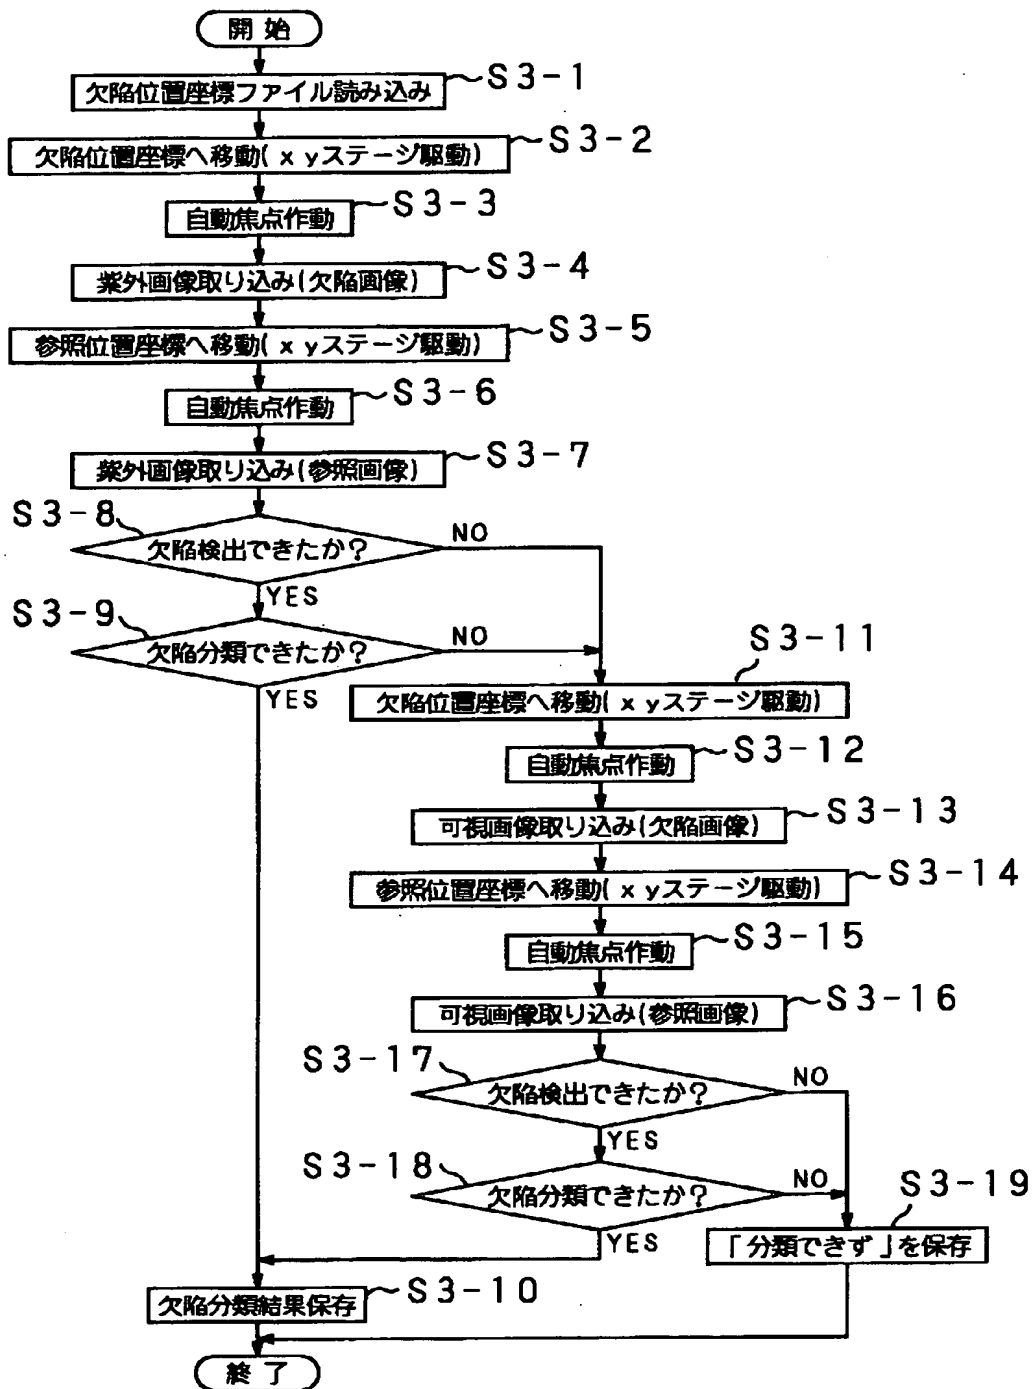 開始
欠陥位置座標ファイル読み込み
S3-1
欠陥位置座標へ移動(xyステージ駆動)
S3-2
自動焦点作動
S3-3
紫外画像取り込み(欠陥画像)
S3-4
参照位置座標へ移動(xyステージ駆動)
S3-5
自動焦点作動
S3-6
紫外画像取り込み(参照画像)
S3-7
S3-8
欠陥検出できたか?
NO
YES
S3-9
欠陥分類できたか?
NO
YES
S3-11
欠陥位置座標へ移動(xyステージ駆動)
S3-12
自動焦点作動
S3-13
可視画像取り込み(欠陥画像)
S3-14
参照位置座標へ移動(xyステージ駆動)
S3-15
自動焦点作動
S3-16
可視画像取り込み(参照画像)
S3-17
欠陥検出できたか?
NO
YES
S3-18
欠陥分類できたか?
NO
YES
S3-19
「分類できず」を保存
S3-10
欠陥分類結果保存
終了